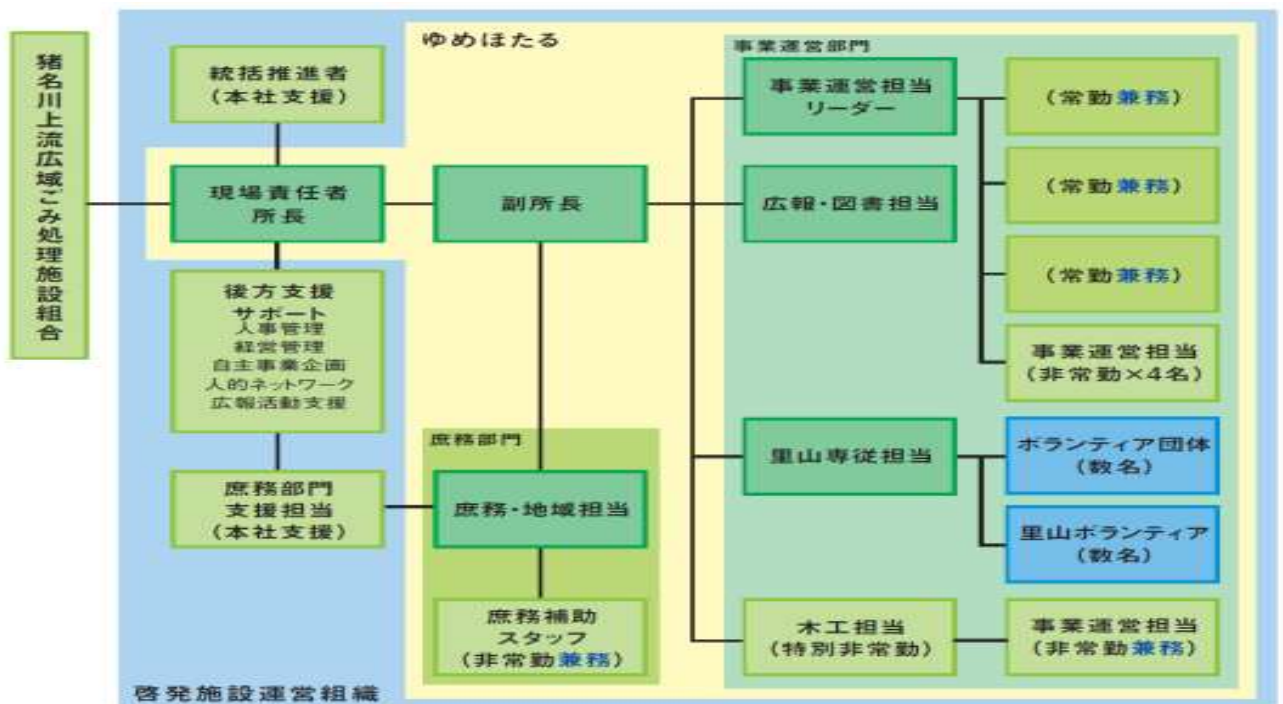 猪名川上流広域ごみ処理施設組合
統括推進者
(本社支援)
現場責任者
所長
後方支援
サポート
人事管理
経営管理
自主事業企画
人的ネットワーク
広報活動支援
庶務部門
支援担当
(本社支援)
啓発施設運営組織
ゆめほたる
副所長
庶務部門
庶務・地域担当
庶務補助
スタッフ
(非常勤兼務)
事業運営部門
事業運営担当
リーダー
広報・図書担当
里山専従担当
木工担当
(特別非常勤)
(常勤兼務)
(常勤兼務)
(常勤兼務)
事業運営担当
(非常勤×4名)
ボランティア団体
(数名)
里山ボランティア
(数名)
事業運営担当
(非常勤兼務)